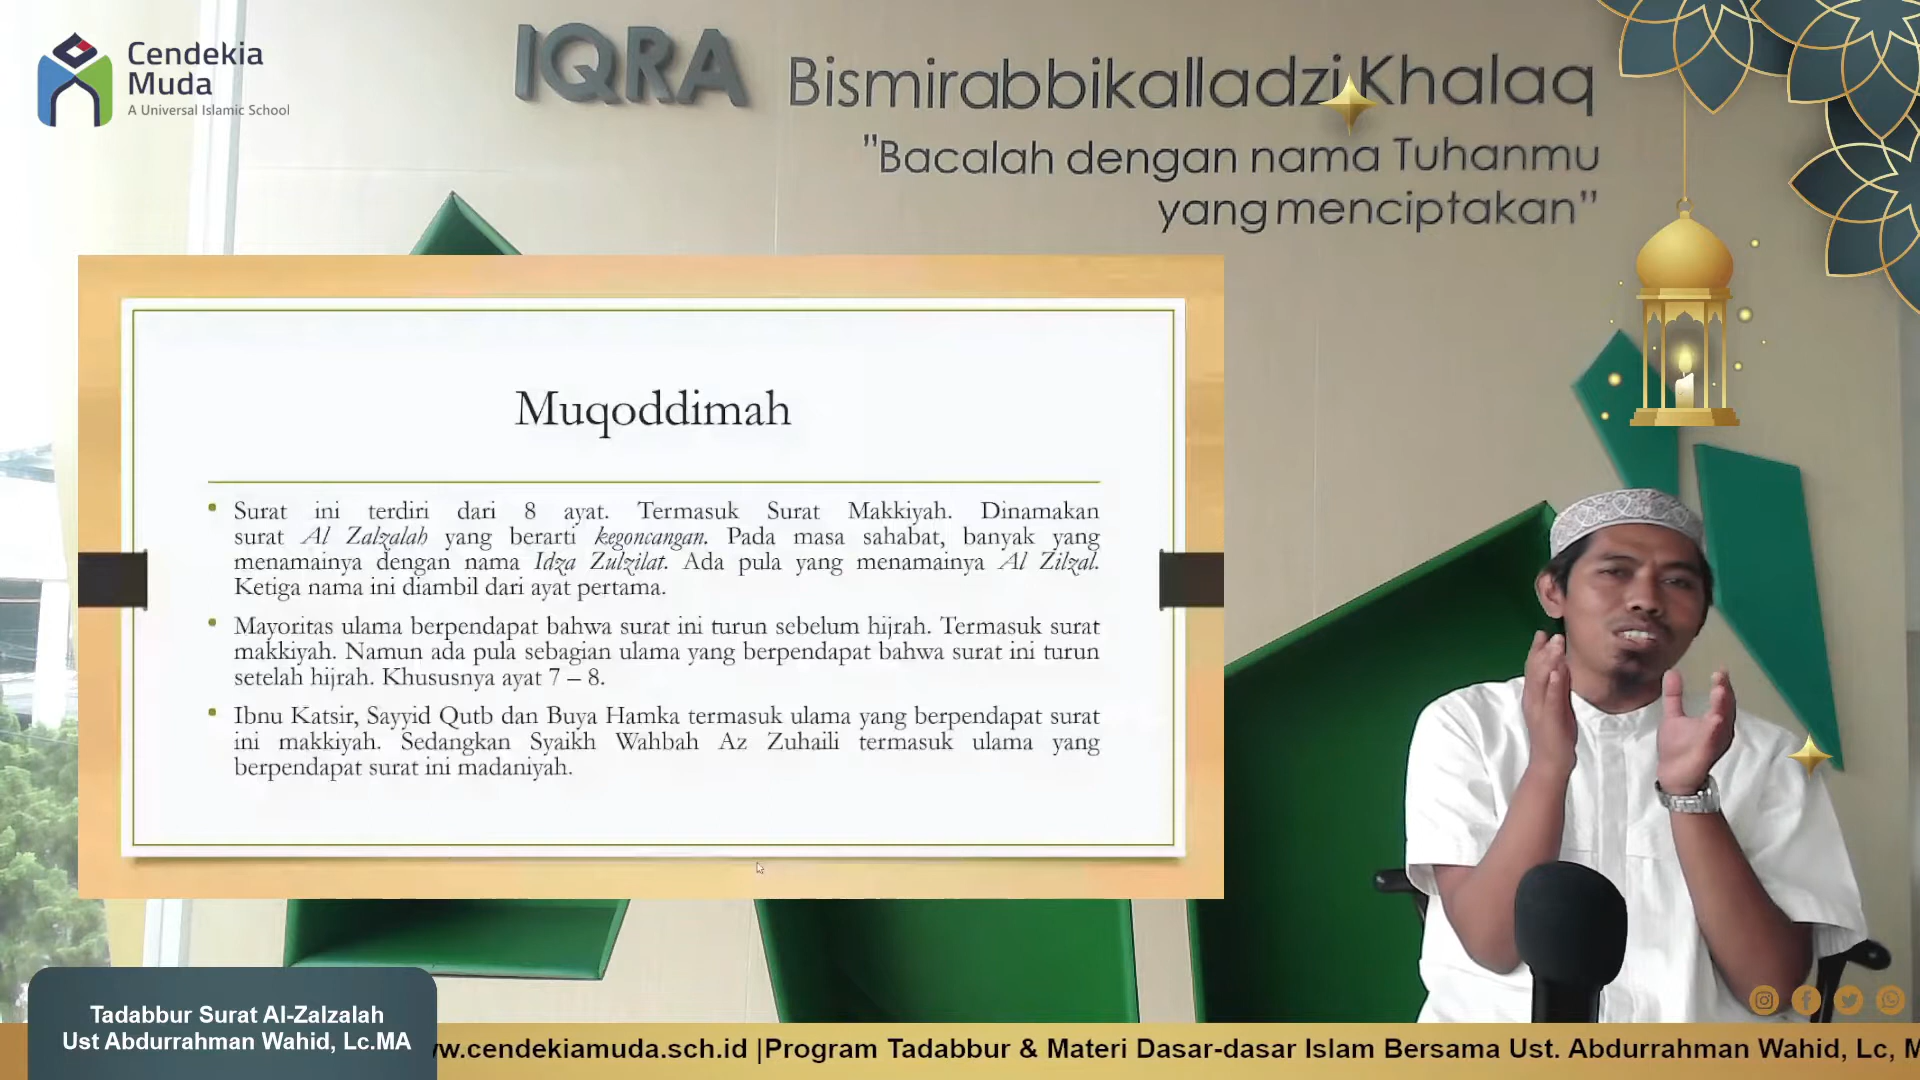 Cendekia
Muda
A Universal Islamic School
IQRA
Bismirabbikalladzi Khalaq
"Bacalah dengan nama Tuhanmu
yang menciptakan"
Muqoddimah
Surat ini terdiri dari 8 ayat. Termasuk Surat Makkiyah. Dinamakan
surat Al Zalzalah yang berarti kegoncangan. Pada masa sahabat, banyak yang
menamainya dengan nama Idza Zulzilat. Ada pula yang menamainya Al Zilzal.
Ketiga nama ini diambil dari ayat pertama.
Mayoritas ulama berpendapat bahwa surat ini turun sebelum hijrah. Termasuk surat
makkiyah. Namun ada pula sebagian ulama yang berpendapat bahwa surat ini turun
setelah hijrah. Khususnya ayat 7 – 8.
Ibnu Katsir, Sayyid Qutb dan Buya Hamka termasuk ulama yang berpendapat surat
ini makkiyah. Sedangkan Syaikh Wahbah Az Zuhaili termasuk ulama yang
berpendapat surat ini madaniyah.
Tadabbur Surat Al-Zalzalah
Ust Abdurrahman Wahid, Lc.MA
w.cendekiamuda.sch.id |Program Tadabbur & Materi Dasar-dasar Islam Bersama Ust. Abdurrahman Wahid, Lc, M